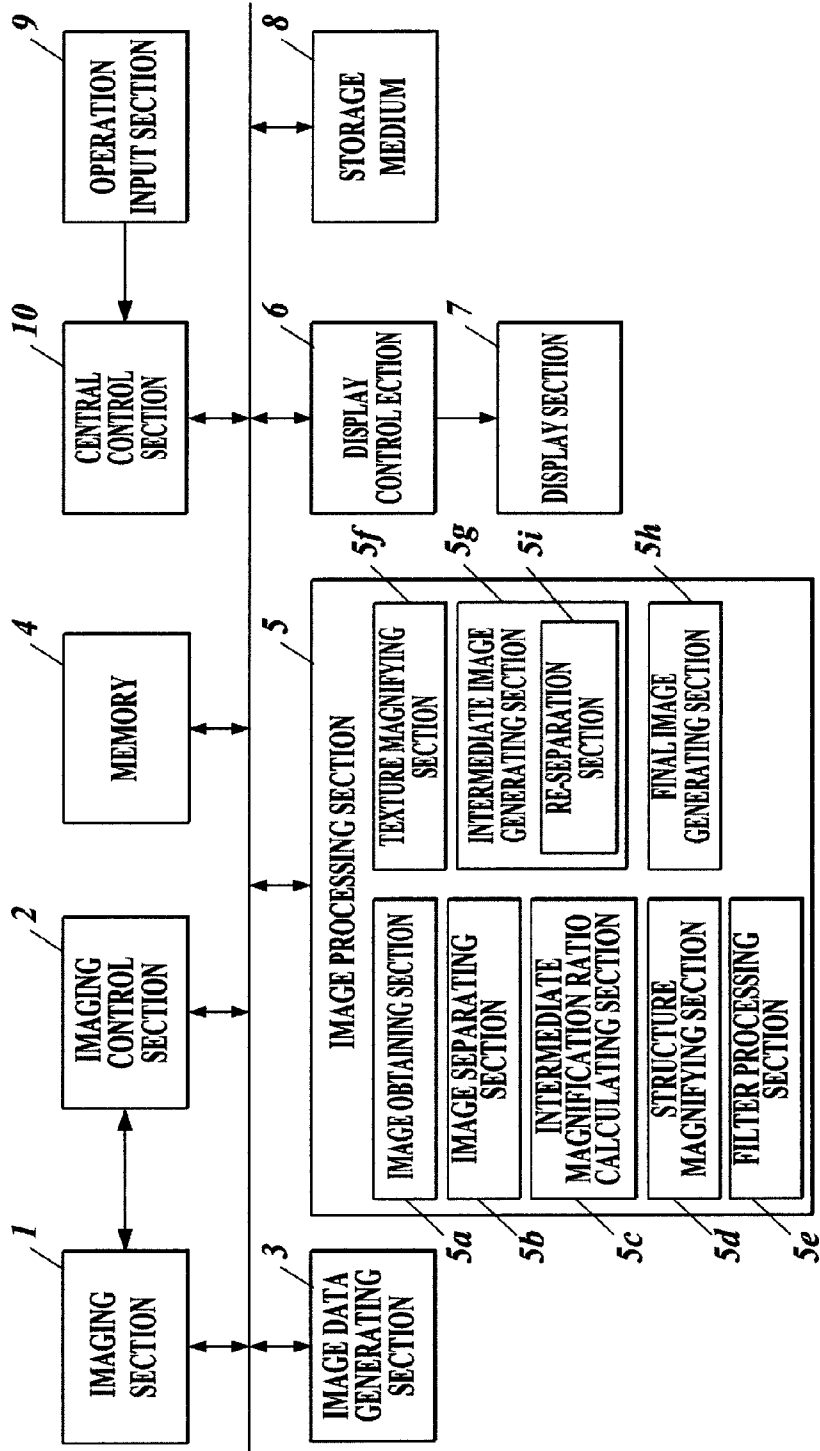 1
IMAGING
SECTION
2
IMAGING
CONTROL
SECTION
4
MEMORY
10
CENTRAL
CONTROL
SECTION
9
OPERATION
INPUT SECTION
3
IMAGE DATA
GENERATING
SECTION
5
IMAGE PROCESSING SECTION
5a
IMAGE OBTAINING SECTION
5b
IMAGE SEPARATING
SECTION
5c
INTERMEDIATE
MAGNIFICATION RATIO
CALCULATING SECTION
5d
STRUCTURE
MAGNIFYING SECTION
5e
FILTER PROCESSING
SECTION
5f
TEXTURE MAGNIFYING
SECTION
5g
INTERMEDIATE IMAGE
GENERATING SECTION
5i
RE-SEPARATION
SECTION
5h
FINAL IMAGE
GENERATING SECTION
6
DISPLAY
CONTROL ECTION
7
DISPLAY SECTION
8
STORAGE
MEDIUM